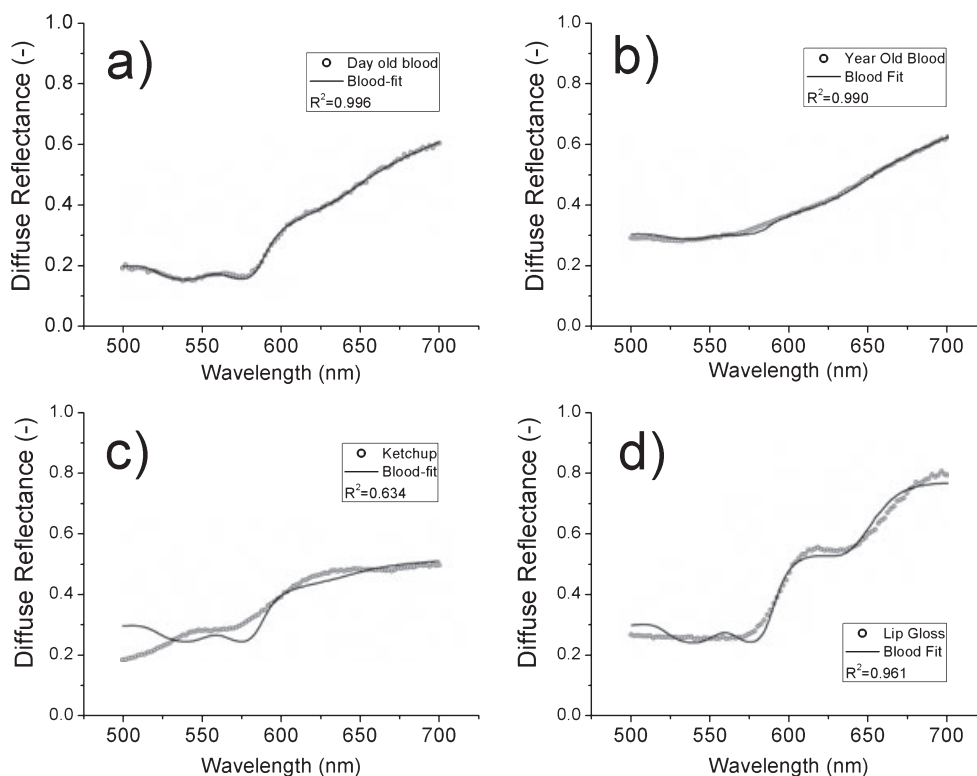 a)
Day old blood
Blood-fit
R²=0.996
1.0
0.8
0.6
0.4
0.2
0.0
Diffuse Reflectance (-)
500 550 600 650 700
Wavelength (nm)
b)
Year Old Blood
Blood Fit
R²=0.990
1.0
0.8
0.6
0.4
0.2
0.0
Diffuse Reflectance (-)
500 550 600 650 700
Wavelength (nm)
c)
Ketchup
Blood-fit
R²=0.634
1.0
0.8
0.6
0.4
0.2
0.0
Diffuse Reflectance (-)
500 550 600 650 700
Wavelength (nm)
d)
Lip Gloss
Blood Fit
R²=0.961
1.0
0.8
0.6
0.4
0.2
0.0
Diffuse Reflectance (-)
500 550 600 650 700
Wavelength (nm)